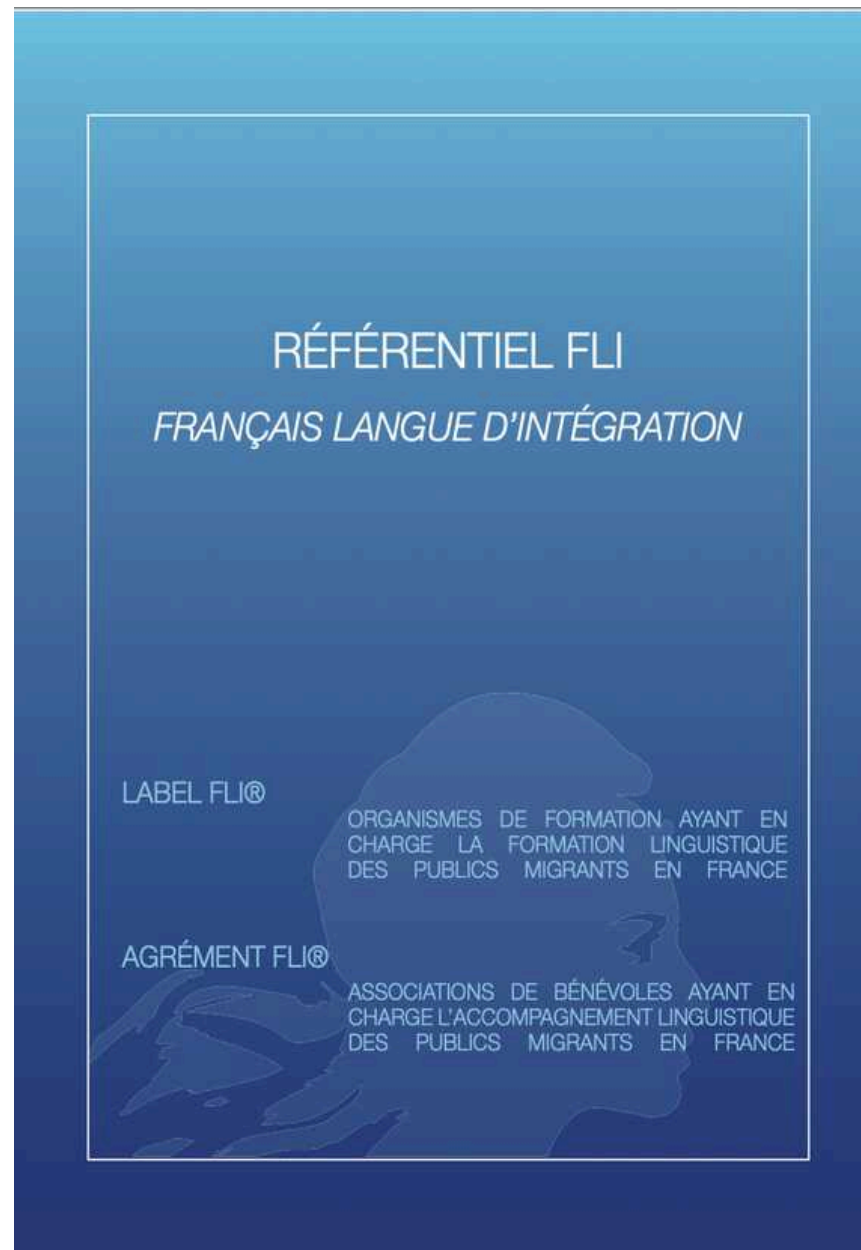 RÉFÉRENTIEL FLI
FRANÇAIS LANGUE D'INTÉGRATION
LABEL FLI®
ORGANISMES DE FORMATION AYANT EN
CHARGE LA FORMATION LINGUISTIQUE
DES PUBLICS MIGRANTS EN FRANCE
AGRÉMENT FLI®
ASSOCIATIONS DE BÉNÉVOLES AYANT EN
CHARGE L'ACCOMPAGNEMENT LINGUISTIQUE
DES PUBLICS MIGRANTS EN FRANCE